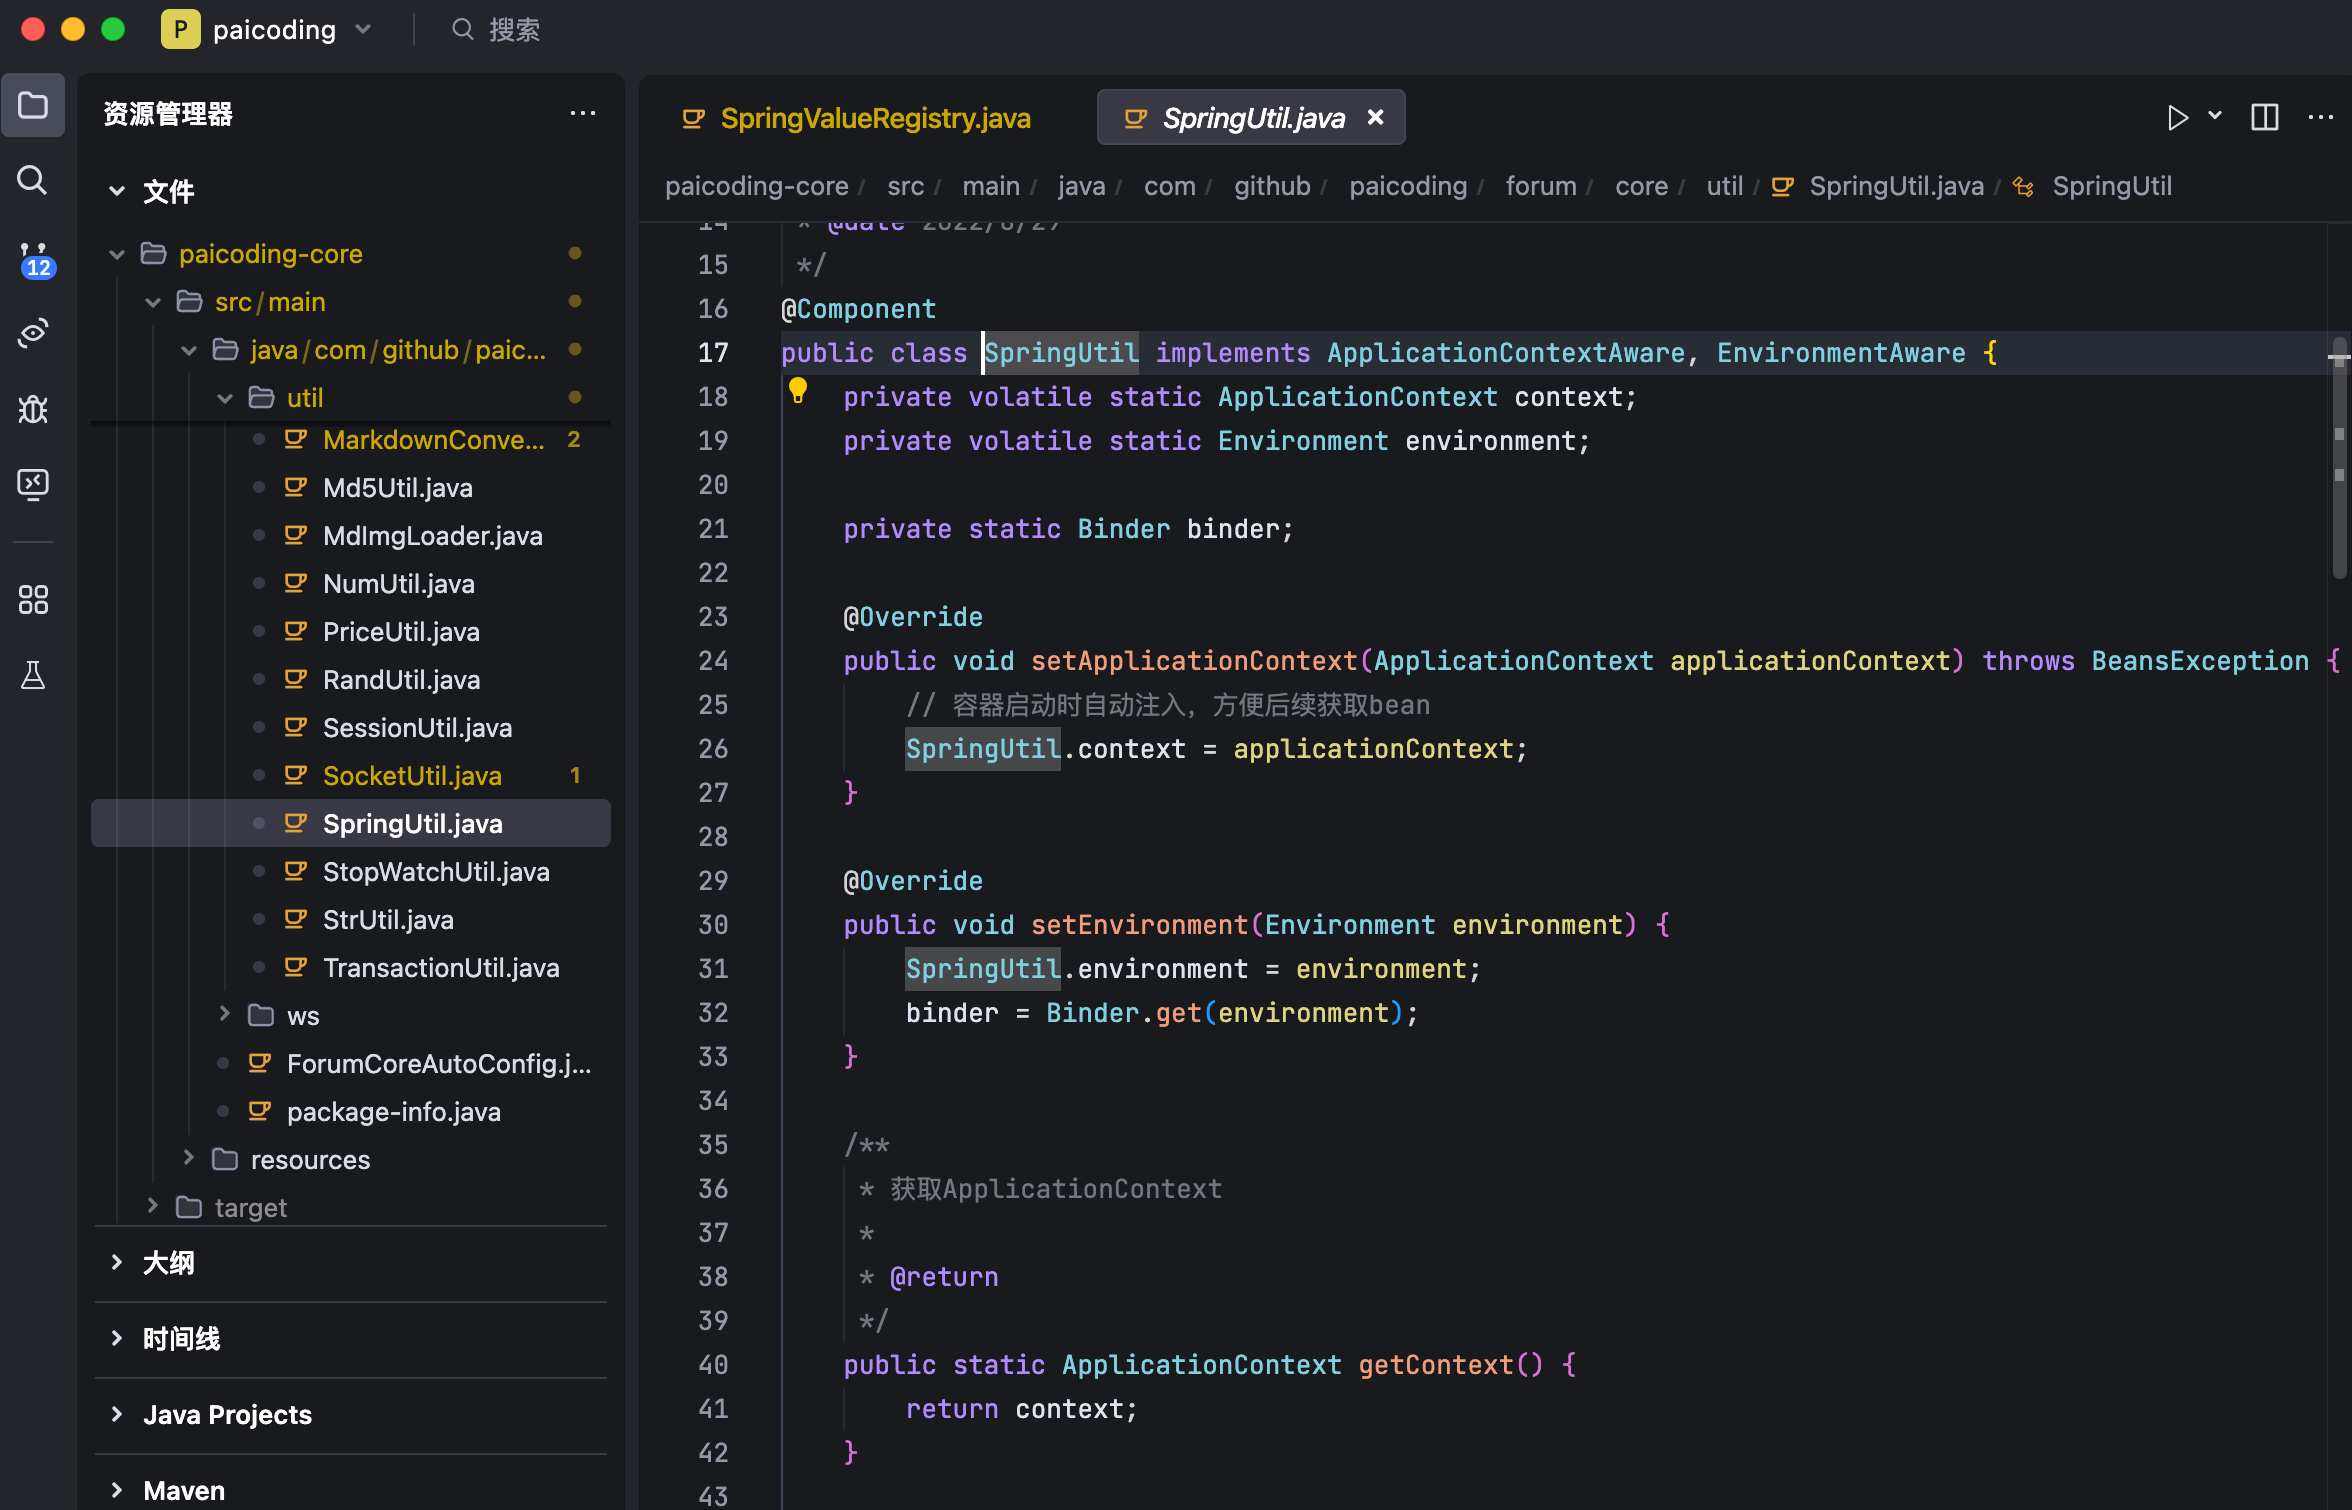 P paicoding
搜索
资源管理器
文件
paicoding-core
src/main
java/com/github/paic...
util
MarkdownConve... 2
Md5Util.java
MdImgLoader.java
NumUtil.java
PriceUtil.java
RandUtil.java
SessionUtil.java
SocketUtil.java 1
SpringUtil.java
StopWatchUtil.java
StrUtil.java
TransactionUtil.java
ws
ForumCoreAutoConfig.j...
package-info.java
resources
target
大纲
时间线
Java Projects
Maven
12
SpringValueRegistry.java
SpringUtil.java
paicoding-core / src / main / java / com / github / paicoding / forum / core / util / SpringUtil.java / SpringUtil
14 * @date 2022/8/29
15 */
16 @Component
17 public class SpringUtil implements ApplicationContextAware, EnvironmentAware {
18 private volatile static ApplicationContext context;
19 private volatile static Environment environment;
20
21 private static Binder binder;
22
23 @Override
24 public void setApplicationContext(ApplicationContext applicationContext) throws BeansException {
25 // 容器启动时自动注入，方便后续获取bean
26 SpringUtil.context = applicationContext;
27 }
28
29 @Override
30 public void setEnvironment(Environment environment) {
31 SpringUtil.environment = environment;
32 binder = Binder.get(environment);
33 }
34
35 /**
36 * 获取ApplicationContext
37 *
38 * @return
39 */
40 public static ApplicationContext getContext() {
41 return context;
42 }
43